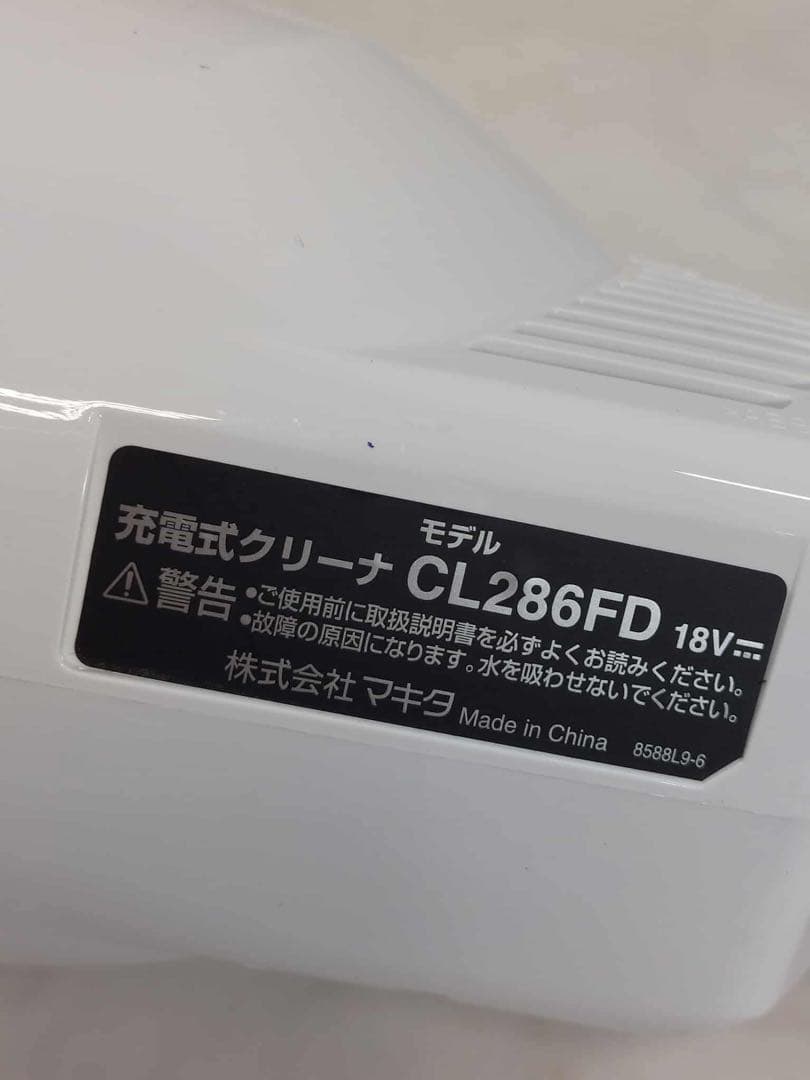 充電式クリーナ モデル CL286FD 18V⎓
⚠警告 •ご使用前に取扱説明書を必ずよくお読みください。
•故障の原因になります。水を吸わせないでください。
株式会社 マキタ Made in China 8588L9-6